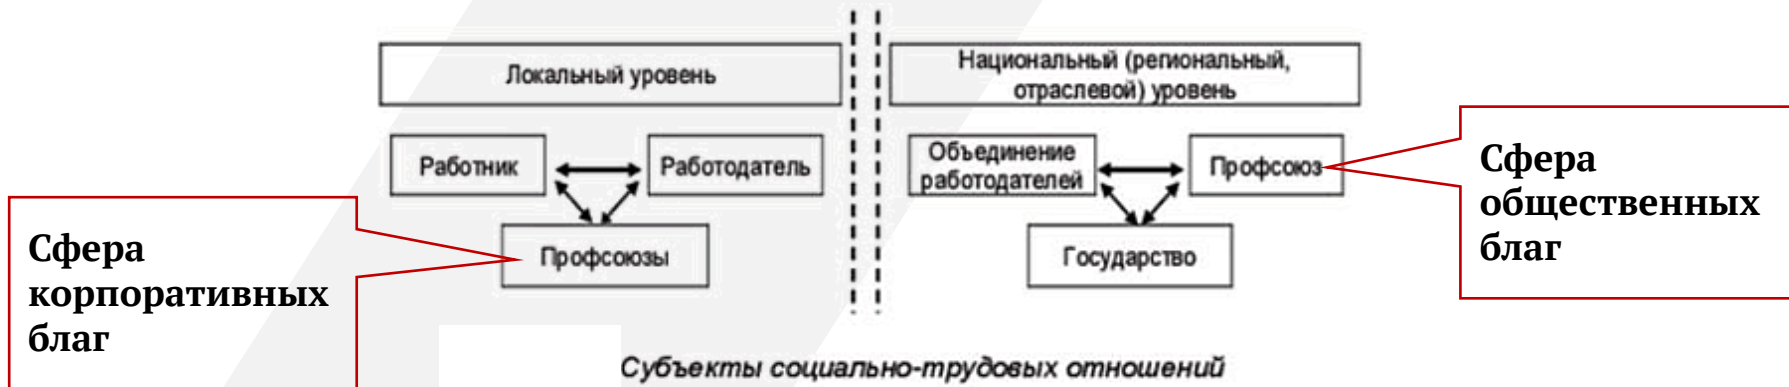 Локальный уровень
Национальный (региональный,
отраслевой) уровень
Работник
Работодатель
Профсоюзы
Объединение
работодателей
Профсоюз
Государство
Сфера
корпоративных
благ
Сфера
общественных
благ
Субъекты социально-трудовых отношений